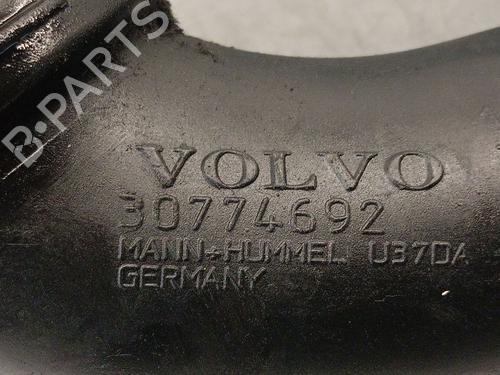 B-PARTS
VOLVO
30774692
MANN+HUMMEL U37DA
GERMANY